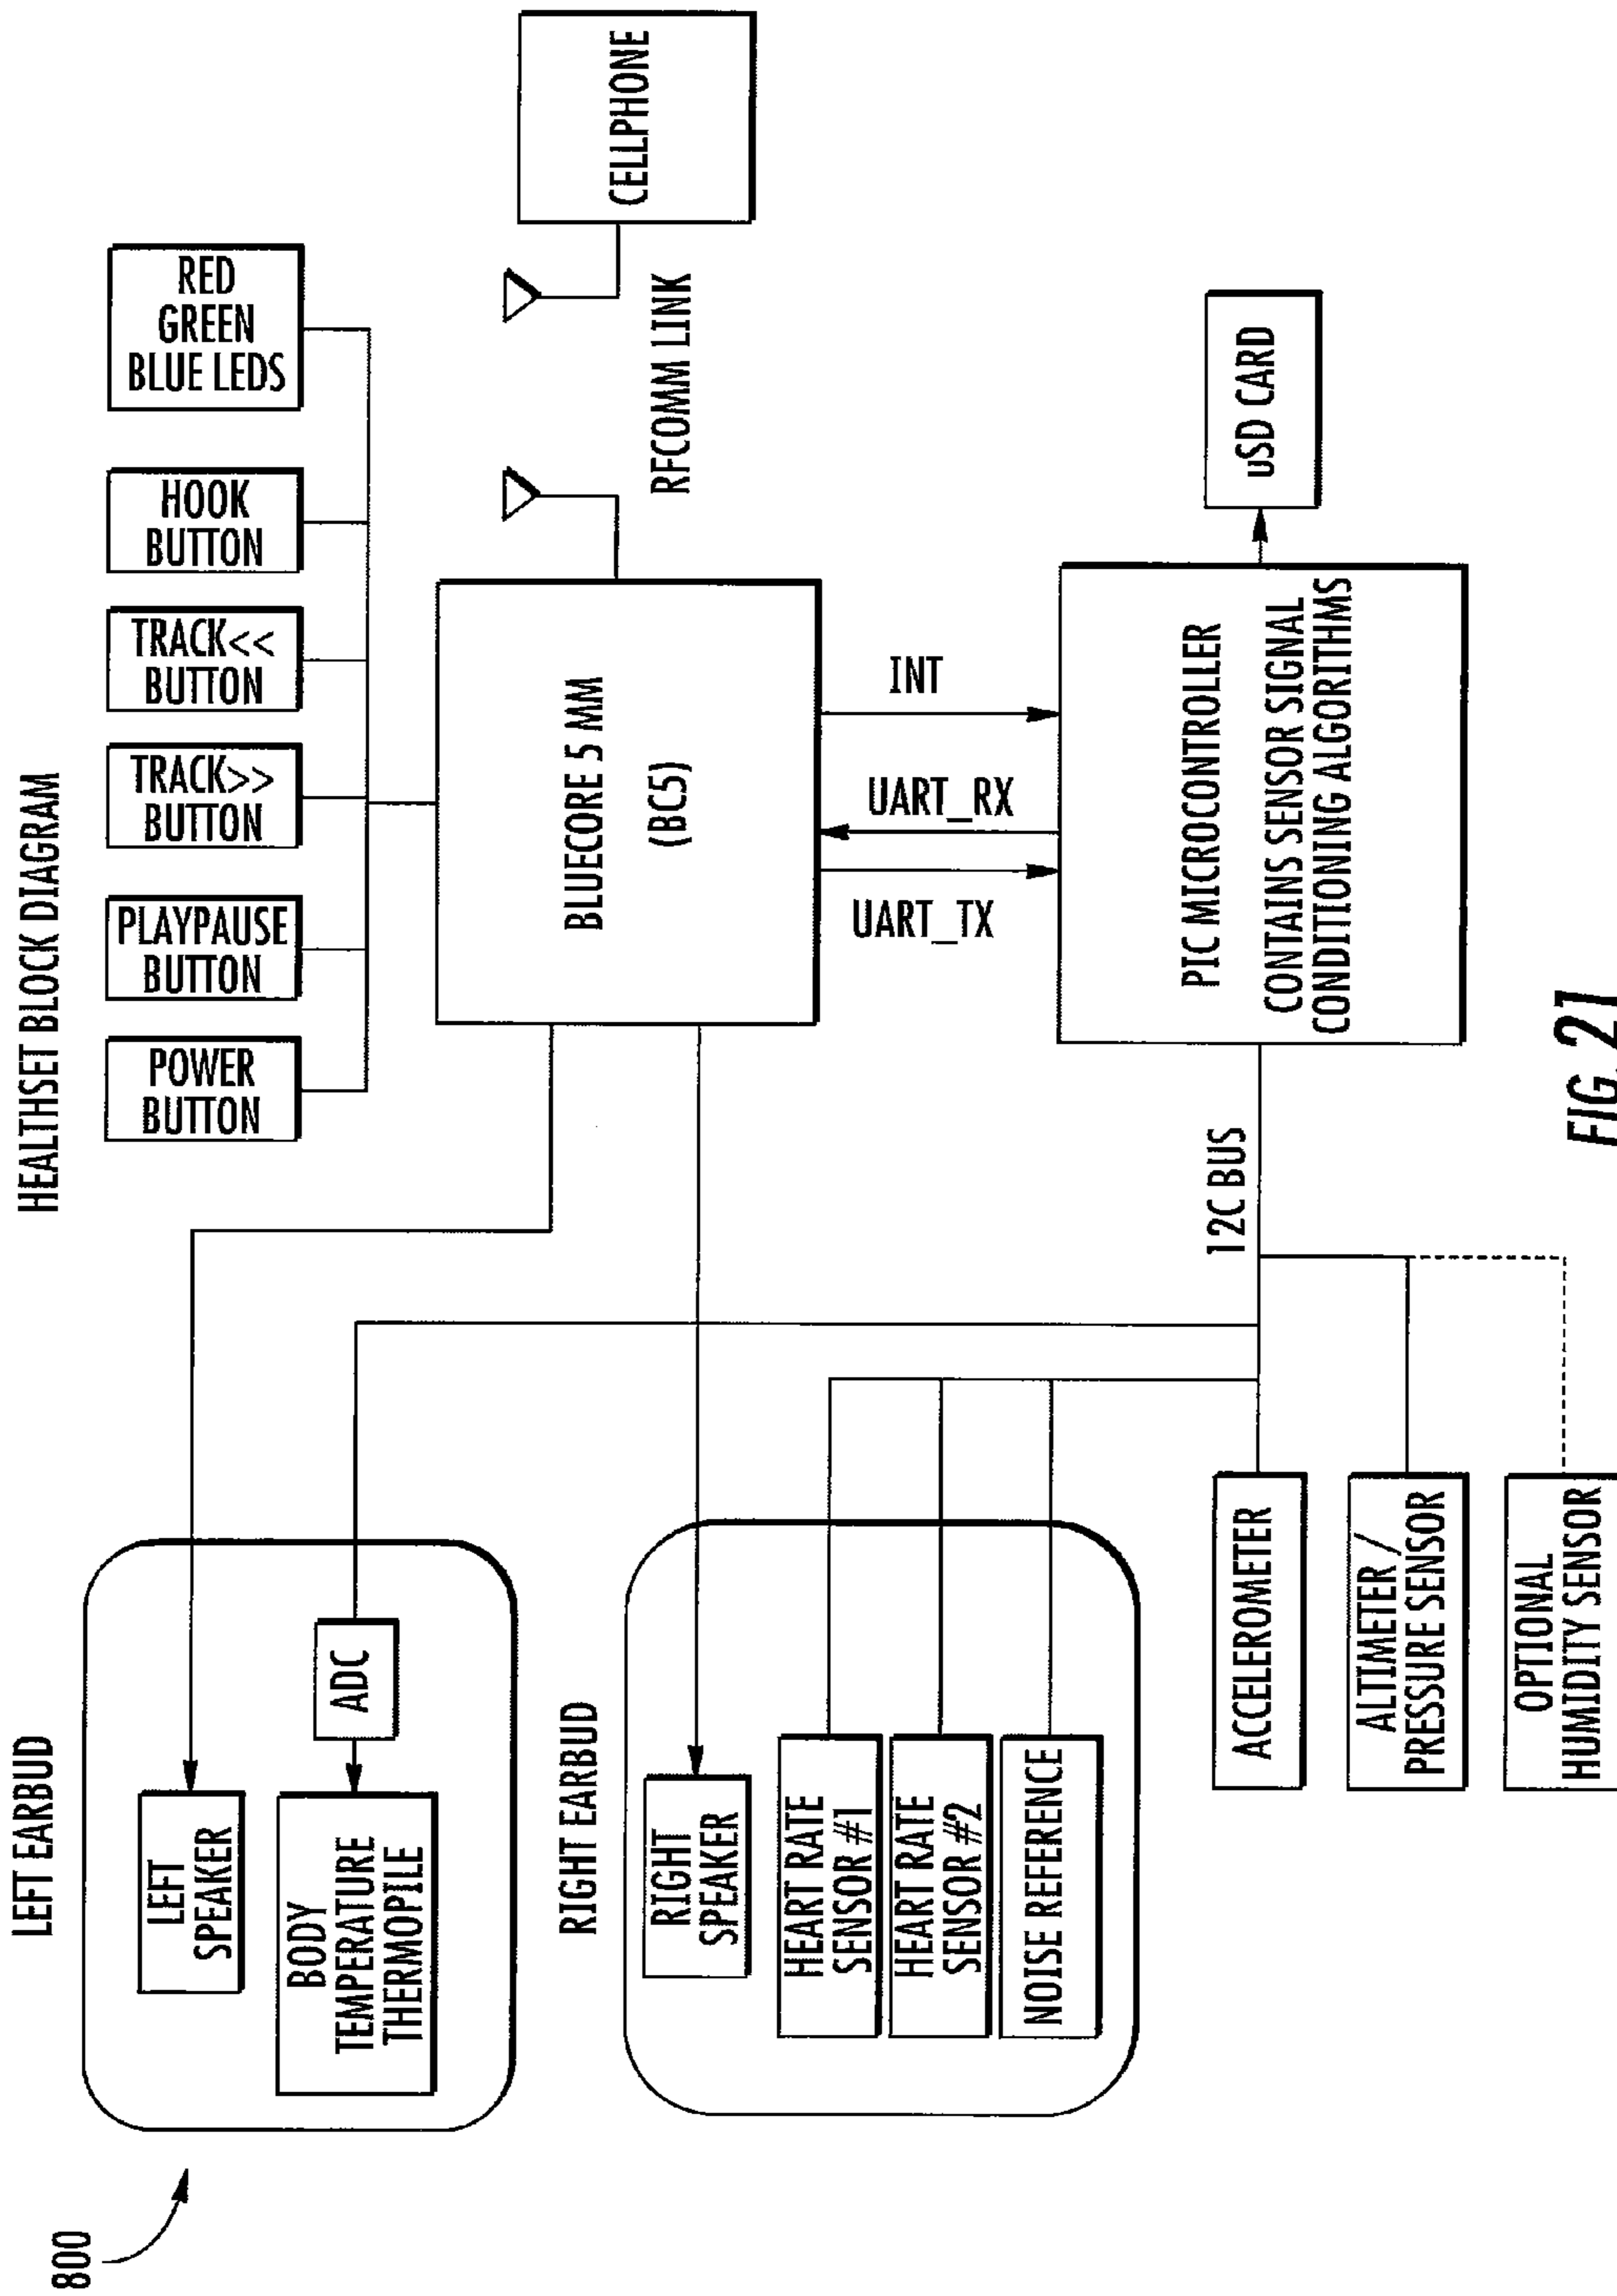 HEALTHSET BLOCK DIAGRAM
800
LEFT EARBUD
LEFT
SPEAKER
BODY
TEMPERATURE
THERMOPILE
ADC
RIGHT EARBUD
RIGHT
SPEAKER
HEART RATE
SENSOR #1
HEART RATE
SENSOR #2
NOISE REFERENCE
ACCELEROMETER
ALTIMETER /
PRESSURE SENSOR
OPTIONAL
HUMIDITY SENSOR
POWER
BUTTON
PLAYPAUSE
BUTTON
TRACK>>
BUTTON
TRACK<<
BUTTON
HOOK
BUTTON
RED
GREEN
BLUE LEDS
BLUECORE 5 MM
(BC5)
RFCOMM LINK
CELLPHONE
UART_TX
UART_RX
INT
12C BUS
PIC MICROCONTROLLER
CONTAINS SENSOR SIGNAL
CONDITIONING ALGORITHMS
uSD CARD
FIG. 21